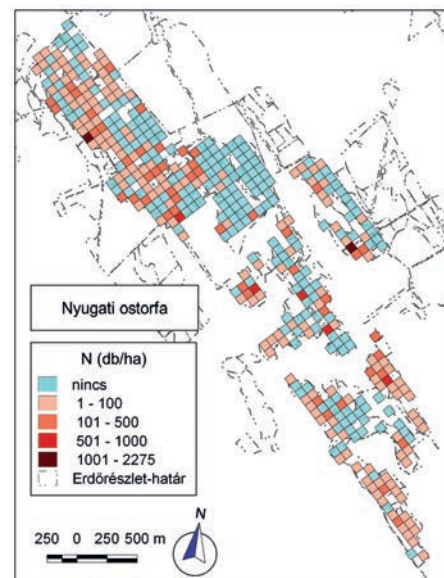 Nyugati ostorfa
N (db/ha)
nincs
1 - 100
101 - 500
501 - 1000
1001 - 2275
Erdőrészlet-határ
250 0 250 500 m
N